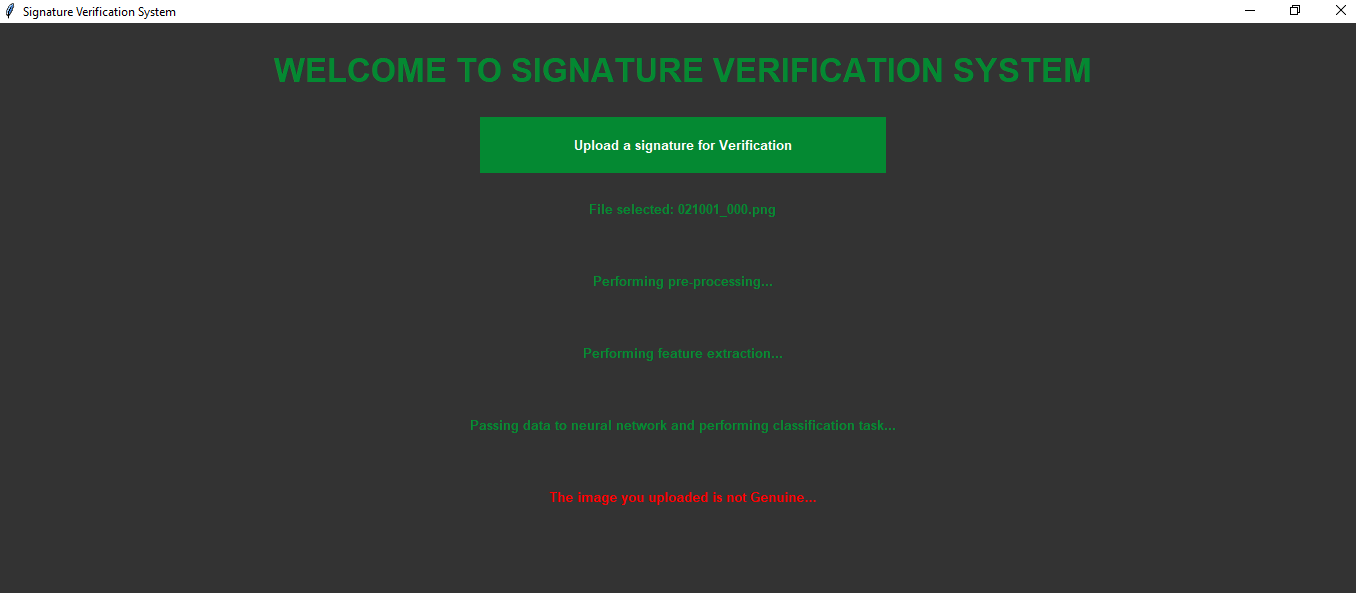 Signature Verification System
WELCOME TO SIGNATURE VERIFICATION SYSTEM
Upload a signature for Verification
File selected: 021001_000.png
Performing pre-processing...
Performing feature extraction...
Passing data to neural network and performing classification task...
The image you uploaded is not Genuine...